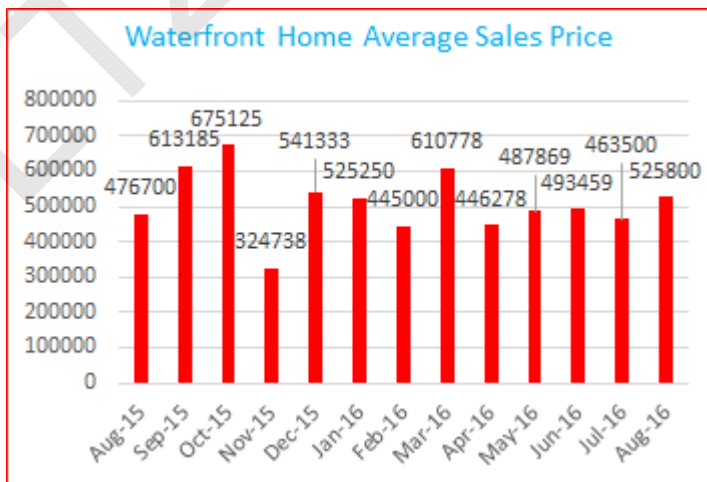 Waterfront Home Average Sales Price
800000
700000
600000
500000
400000
300000
200000
100000
0
476700
613185
675125
324738
541333
525250
445000
610778
446278
487869
493459
463500
525800
Aug-15
Sep-15
Oct-15
Nov-15
Dec-15
Jan-16
Feb-16
Mar-16
Apr-16
May-16
Jun-16
Jul-16
Aug-16